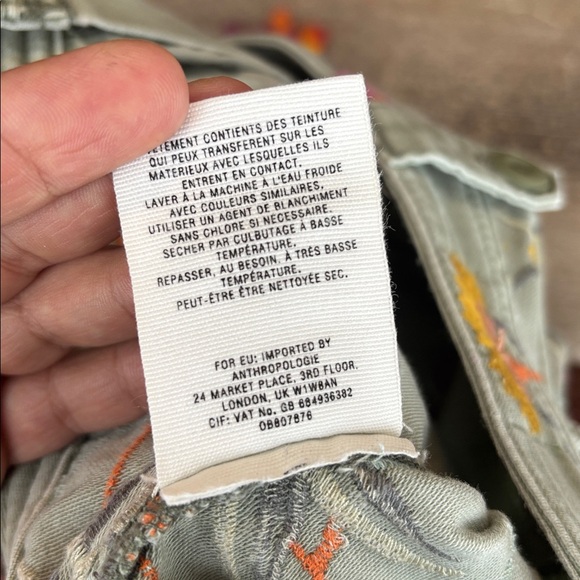 VÊTEMENT CONTIENTS DES TEINTURE
QUI PEUX TRANSFERENT SUR LES
MATERIEUX AVEC LESQUELLES ILS
ENTRENT EN CONTACT.
LAVER À LA MACHINE À L'EAU FROIDE
AVEC COULEURS SIMILAIRES,
UTILISER UN AGENT DE BLANCHIMENT
SANS CHLORE SI NECESSAIRE.
SECHER PAR CULBUTAGE À BASSE
TEMPÉRATURE.
REPASSER, AU BESOIN, À TRÈS BASSE
TEMPÉRATURE.
PEUT-ÊTRE ÊTRE NETTOYÉE SEC.
FOR EU: IMPORTED BY
ANTHROPOLOGIE
24 MARKET PLACE, 3RD FLOOR.
LONDON, UK W1W8AN
CIF: VAT No. GB 684936382
OB807876